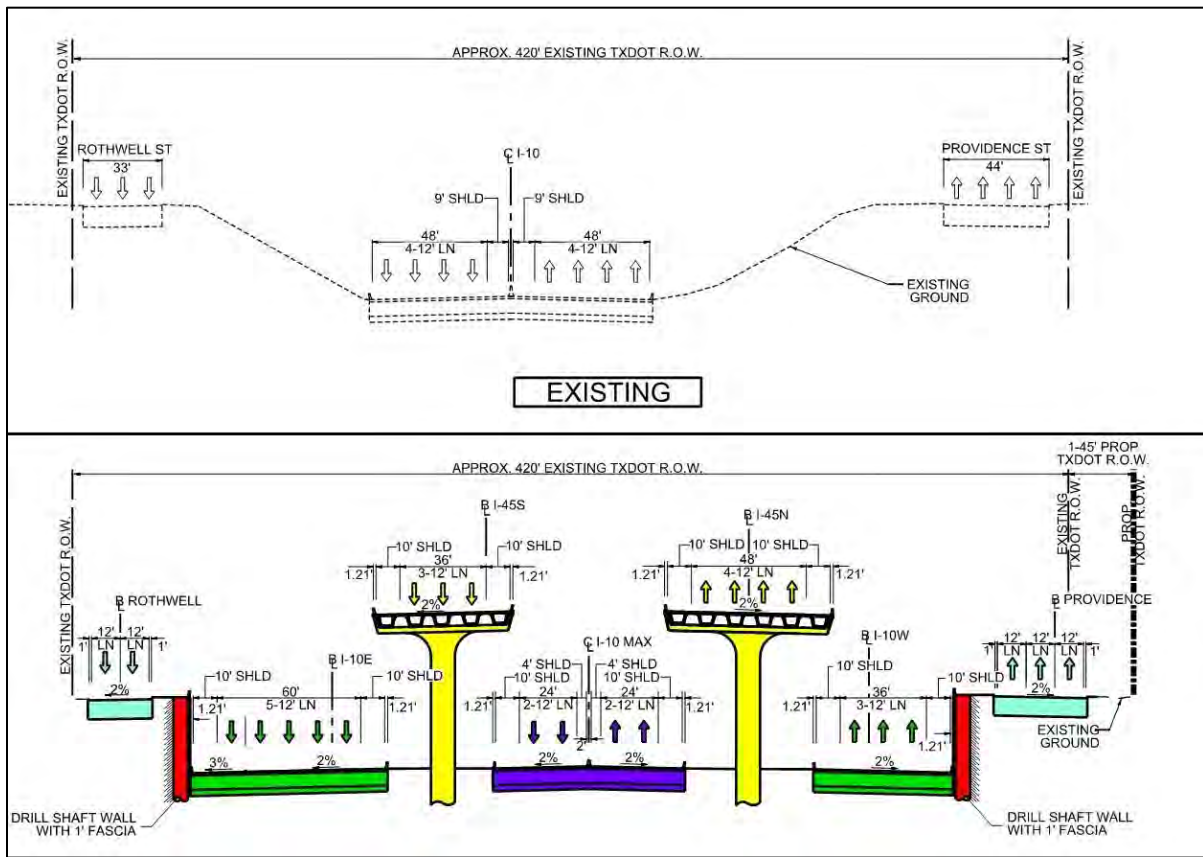 APPROX. 420' EXISTING TXDOT R.O.W.
EXISTING TXDOT R.O.W.
EXISTING TXDOT R.O.W.
ROTHWELL ST
33'
C
L I-10
PROVIDENCE ST
44'
9' SHLD
9' SHLD
48'
4-12' LN
48'
4-12' LN
EXISTING
GROUND
EXISTING
1-45' PROP
TXDOT R.O.W.
APPROX. 420' EXISTING TXDOT R.O.W.
EXISTING TXDOT R.O.W.
EXISTING
TXDOT R.O.W.
PROP
TXDOT R.O.W.
B
L I-45S
B
L I-45N
10' SHLD
10' SHLD
1.21'
36'
3-12' LN
1.21'
2%
10' SHLD
10' SHLD
1.21'
48'
4-12' LN
1.21'
2%
B
L ROTHWELL
1'
12'
LN
12'
LN
1'
2%
B
L PROVIDENCE
1'
12'
LN
12'
LN
12'
LN
1'
2%
B
L I-10E
10' SHLD
10' SHLD
1.21'
60'
5-12' LN
1.21'
3%
2%
C
L I-10 MAX
4' SHLD
4' SHLD
10' SHLD
10' SHLD
1.21'
24'
2-12' LN
24'
2-12' LN
1.21'
2'
2%
2%
B
L I-10W
10' SHLD
10' SHLD
1.21'
36'
3-12' LN
1.21'
2%
EXISTING
GROUND
DRILL SHAFT WALL
WITH 1' FASCIA
DRILL SHAFT WALL
WITH 1' FASCIA